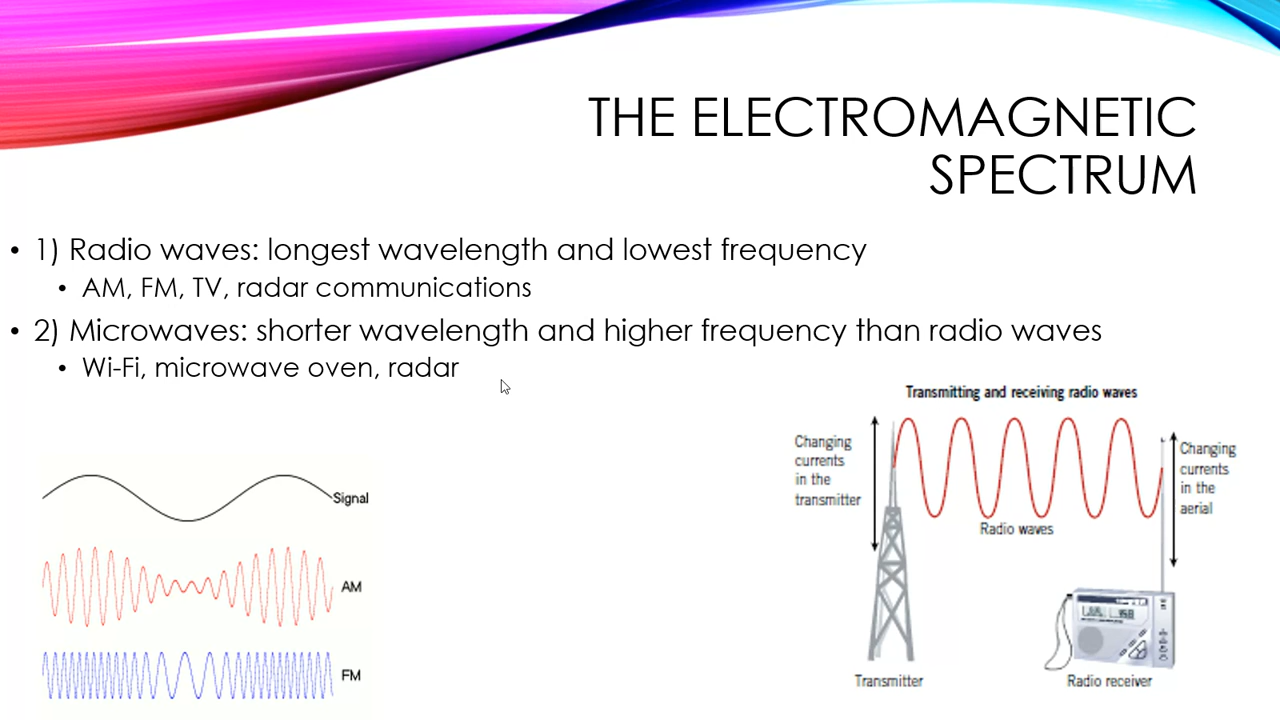 THE ELECTROMAGNETIC
SPECTRUM
• 1) Radio waves: longest wavelength and lowest frequency
• AM, FM, TV, radar communications
• 2) Microwaves: shorter wavelength and higher frequency than radio waves
• Wi-Fi, microwave oven, radar
Signal
AM
FM
Transmitting and receiving radio waves
Changing
currents
in the
transmitter
Radio waves
Changing
currents
in the
aerial
Transmitter
Radio receiver